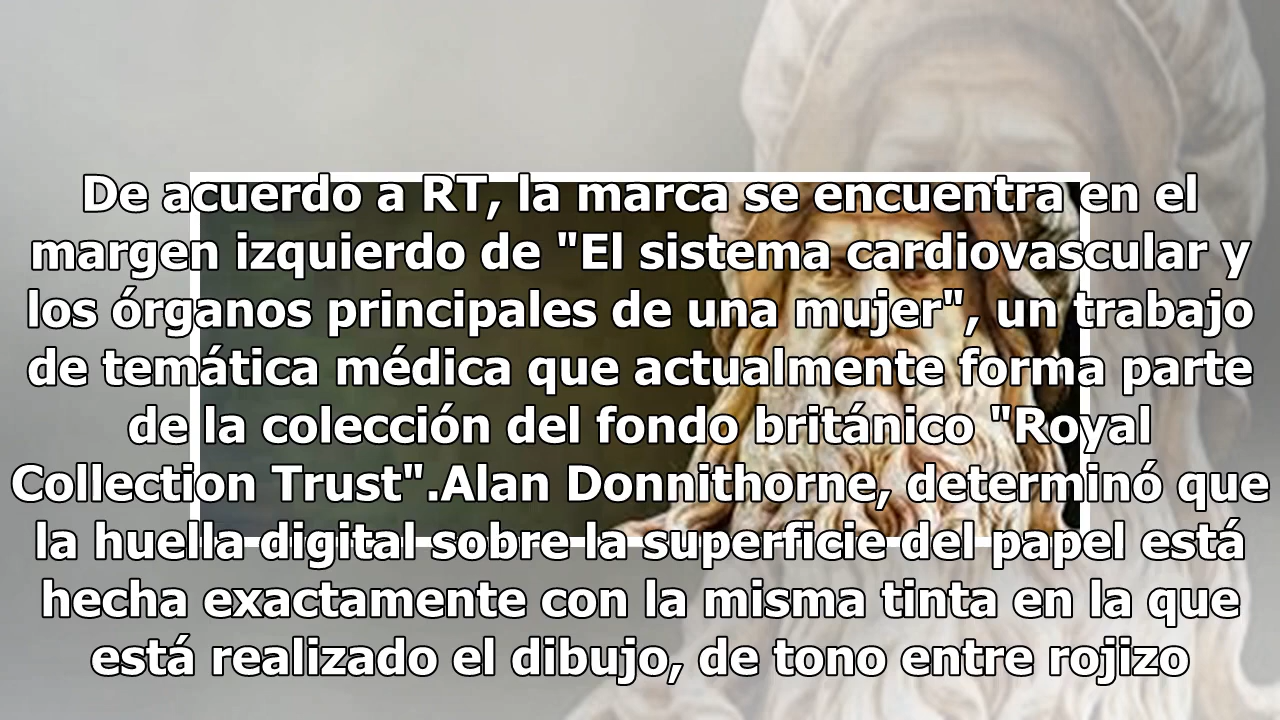 De acuerdo a RT, la marca se encuentra en el
margen izquierdo de "El sistema cardiovascular y
los órganos principales de una mujer", un trabajo
de temática médica que actualmente forma parte
de la colección del fondo británico "Royal
Collection Trust".Alan Donnithorne, determinó que
la huella digital sobre la superficie del papel está
hecha exactamente con la misma tinta en la que
está realizado el dibujo, de tono entre rojizo